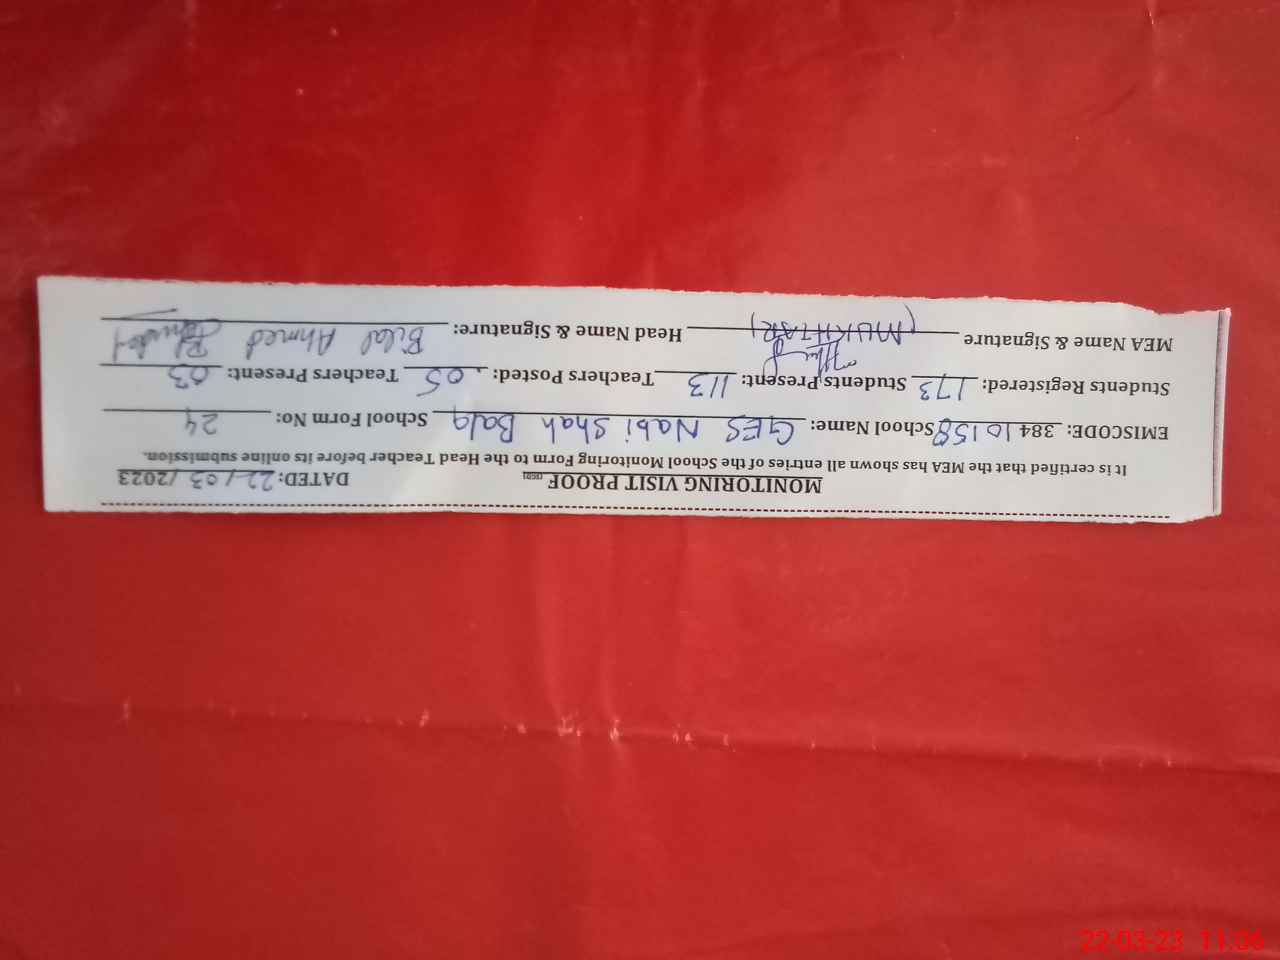 MONITORING VISIT PROOF DATED: 22/03/2023
It is certified that the MEA has shown all entries of the School Monitoring Form to the Head Teacher before its online submission.
EMISCODE: 38410158 School Name: GES Nabi Shah Bala School Form No: 24
Students Registered: 173 Students Present: 113 Teachers Posted: 05 Teachers Present: 03
MEA Name & Signature (MUKHTAR) Head Name & Signature: Bilal Ahmed
22-03-23 11:06